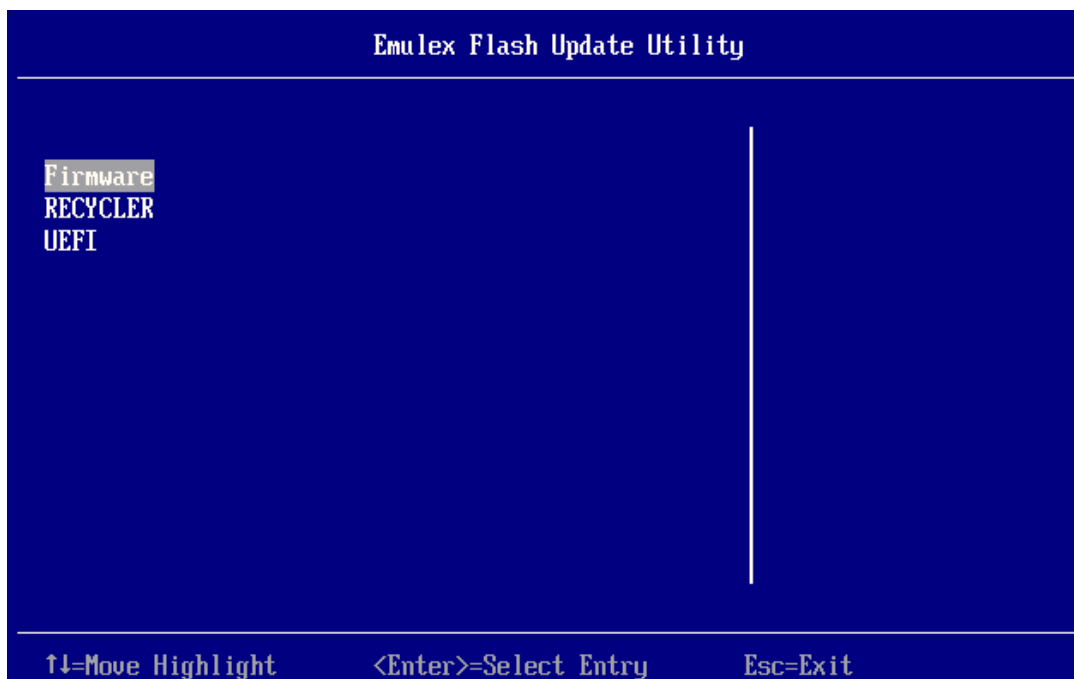 Emulex Flash Update Utility
Firmware
RECYCLER
UEFI
↑↓=Move Highlight <Enter>=Select Entry Esc=Exit